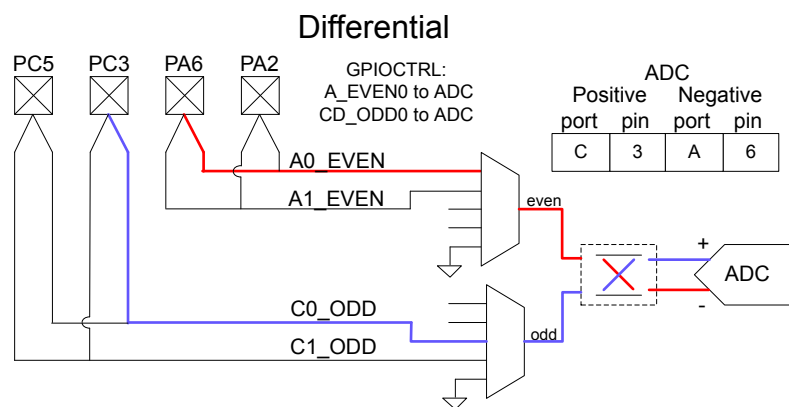 Differential
PC5 PC3 PA6 PA2
GPIOCTRL:
A_EVEN0 to ADC
CD_ODD0 to ADC
ADC
Positive Negative
port pin port pin
C 3 A 6
A0_EVEN
A1_EVEN
even
+
ADC
-
C0_ODD
odd
C1_ODD